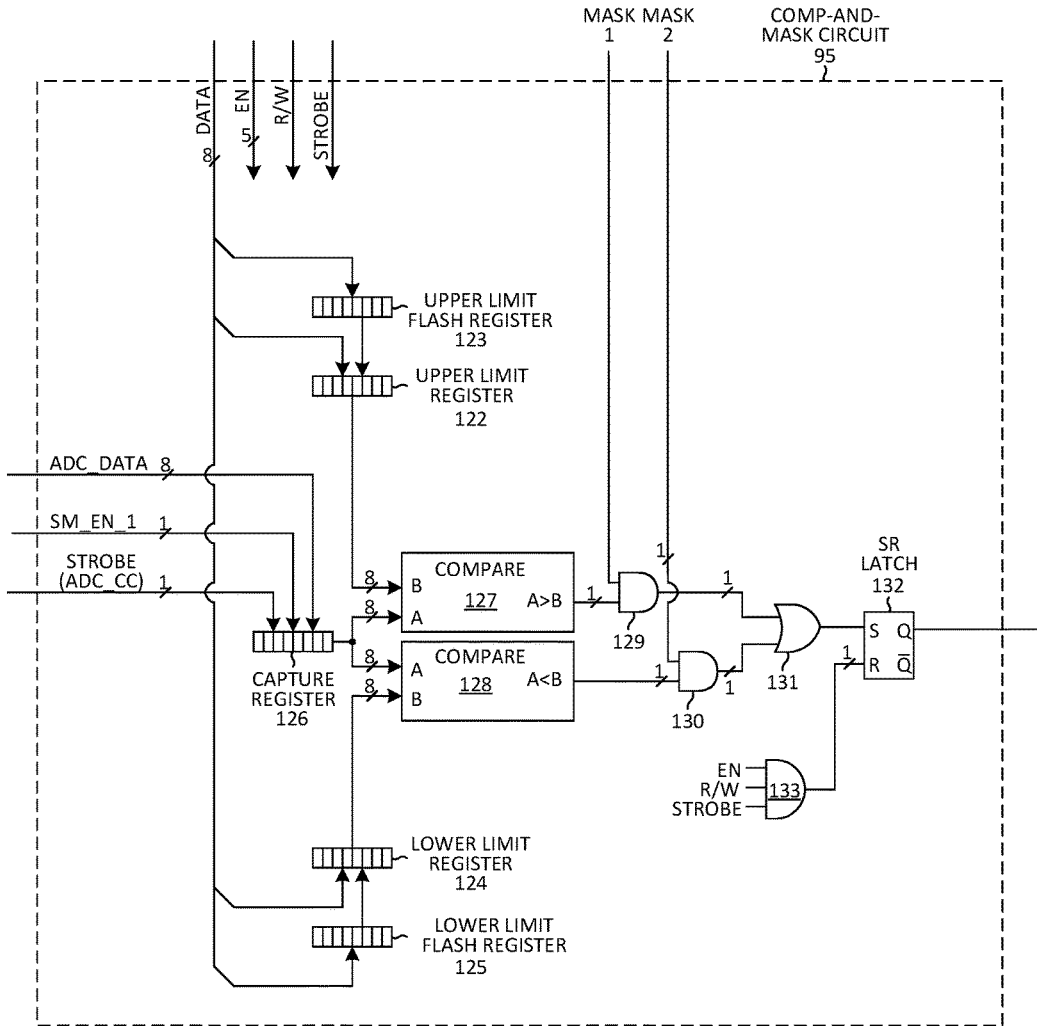 MASK MASK
1 2
COMP-AND-
MASK CIRCUIT
95
DATA
8
EN
5
R/W
STROBE
UPPER LIMIT
FLASH REGISTER
123
UPPER LIMIT
REGISTER
122
ADC_DATA 8
SM_EN_1 1
STROBE
(ADC_CC) 1
CAPTURE
REGISTER
126
8 B COMPARE
127
A>B
8 A
8 A COMPARE
128
A<B
8 B
1
129
1
1
1
130
1
131
SR
LATCH
132
S Q
1 R Q̅
EN
R/W
STROBE
133
LOWER LIMIT
REGISTER
124
LOWER LIMIT
FLASH REGISTER
125